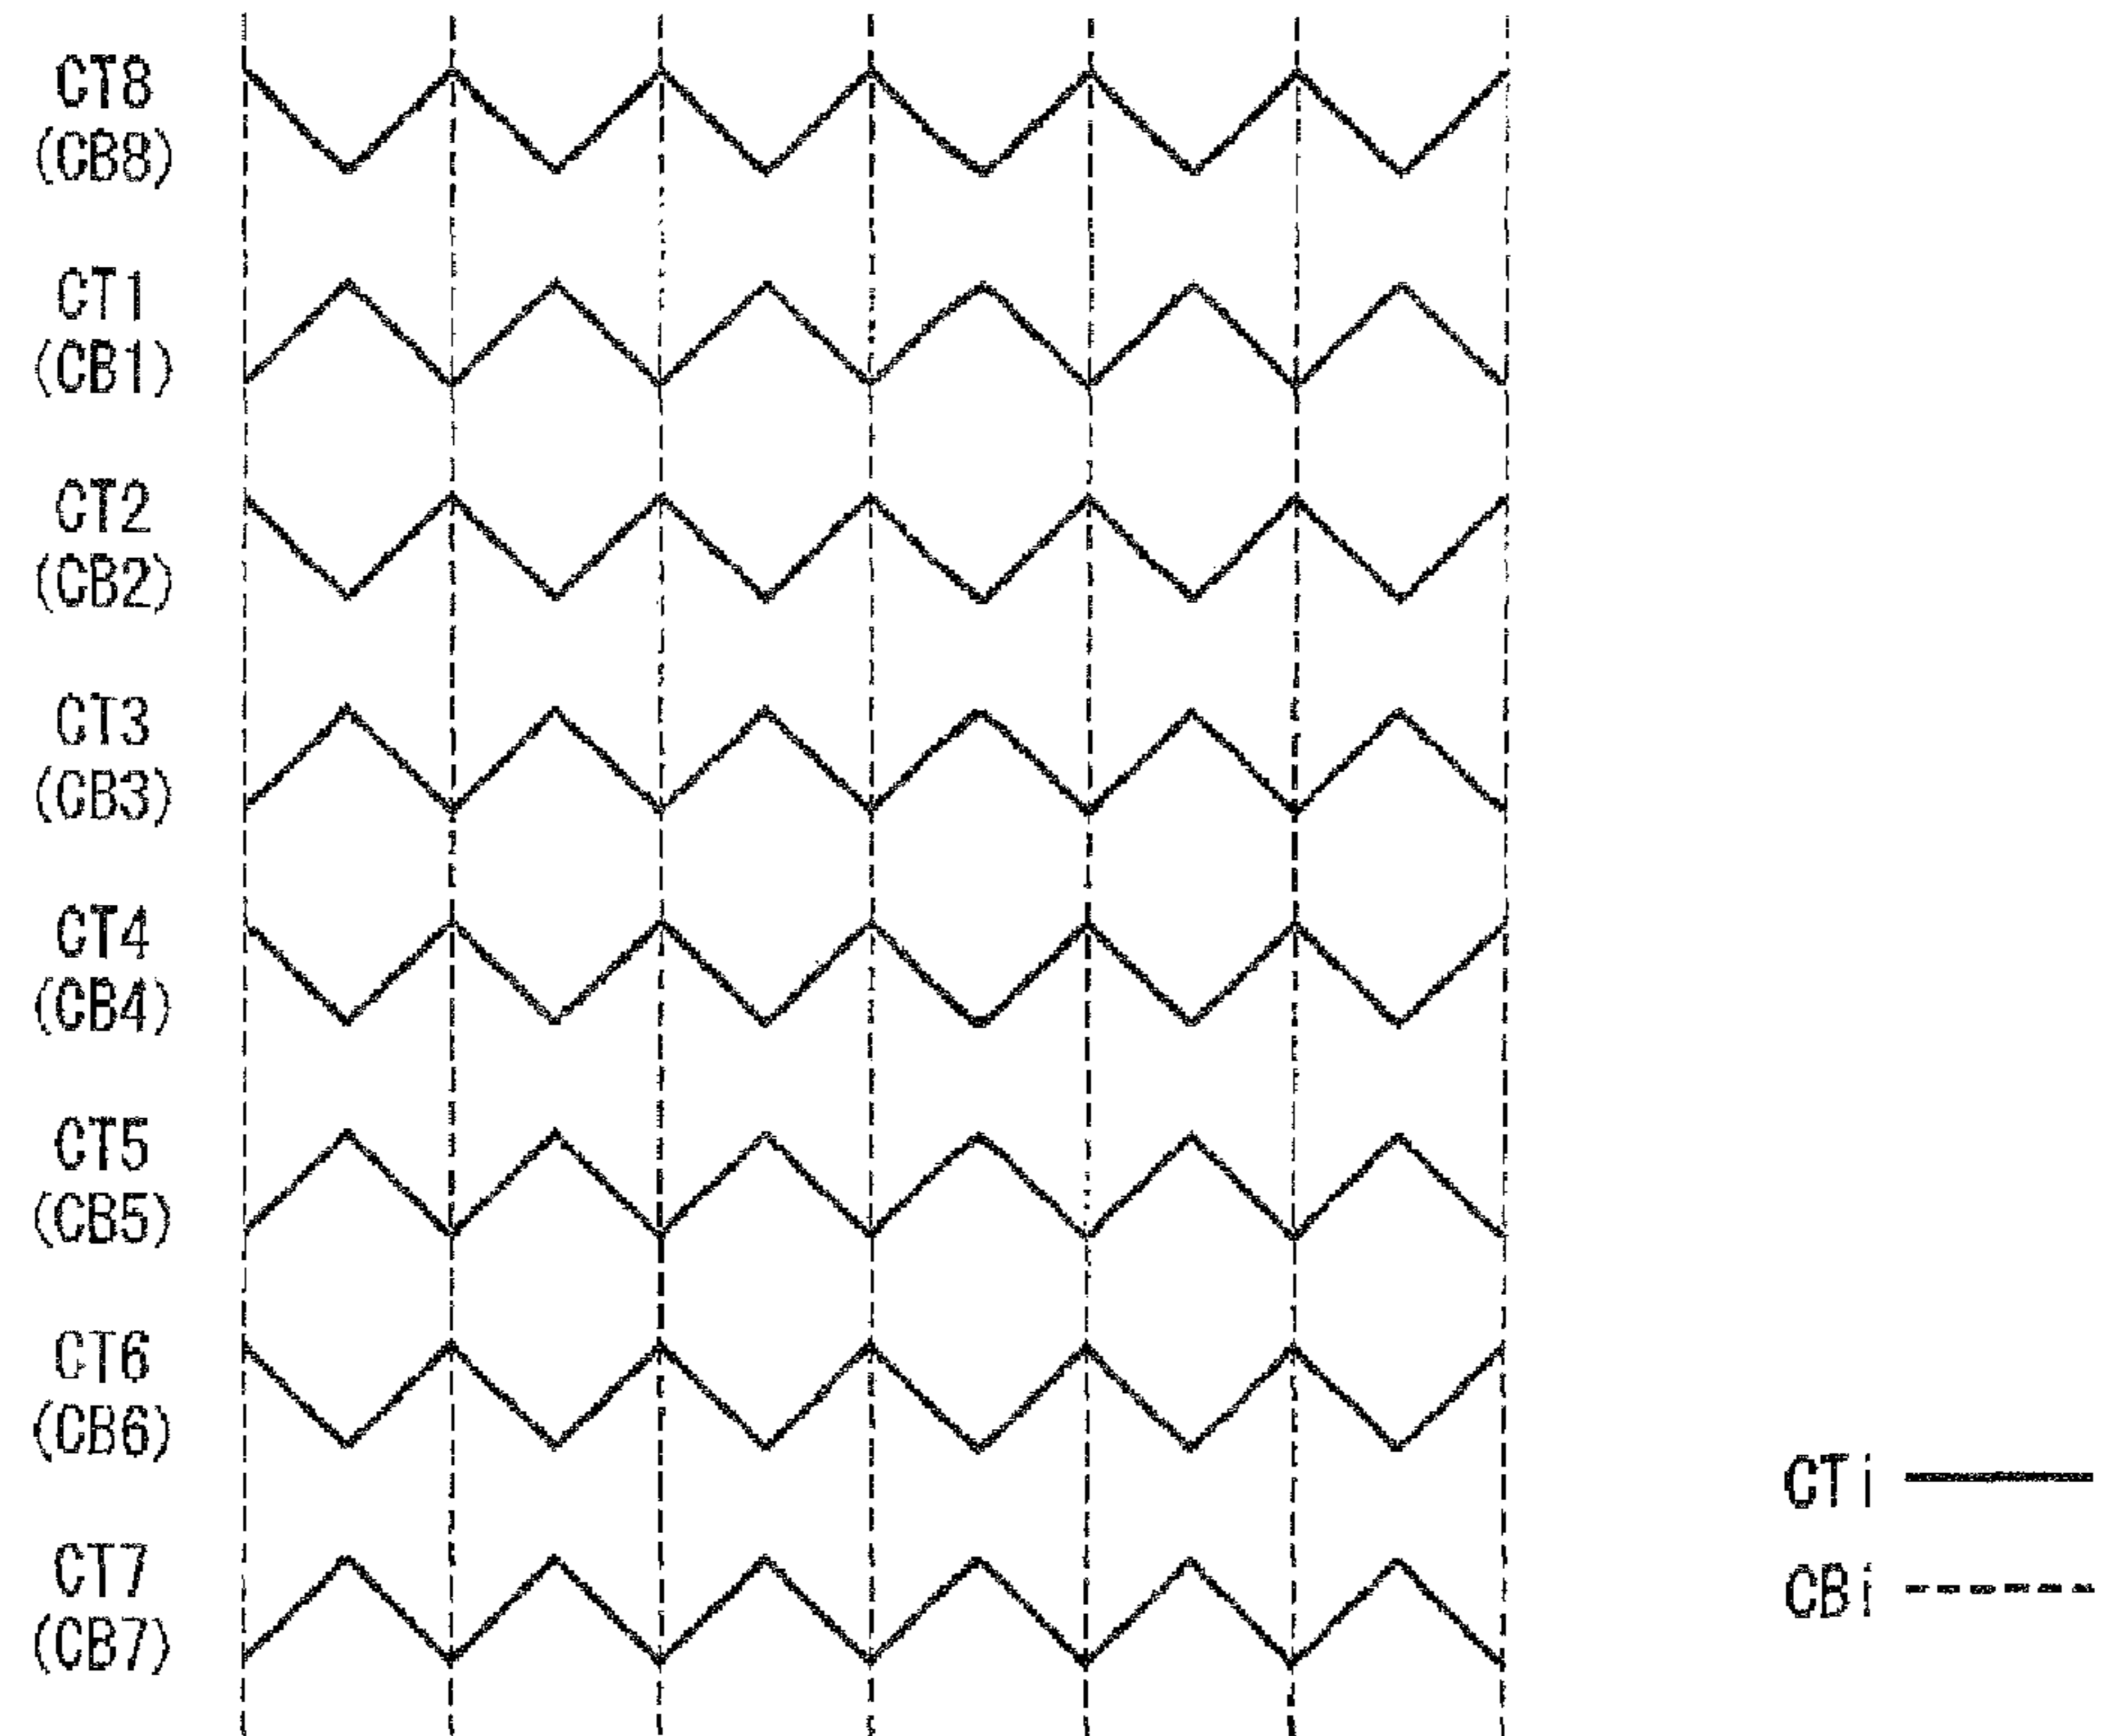 CT8
(CB8)
CT1
(CB1)
CT2
(CB2)
CT3
(CB3)
CT4
(CB4)
CT5
(CB5)
CT6
(CB6)
CT7
(CB7)
CTi
CBi